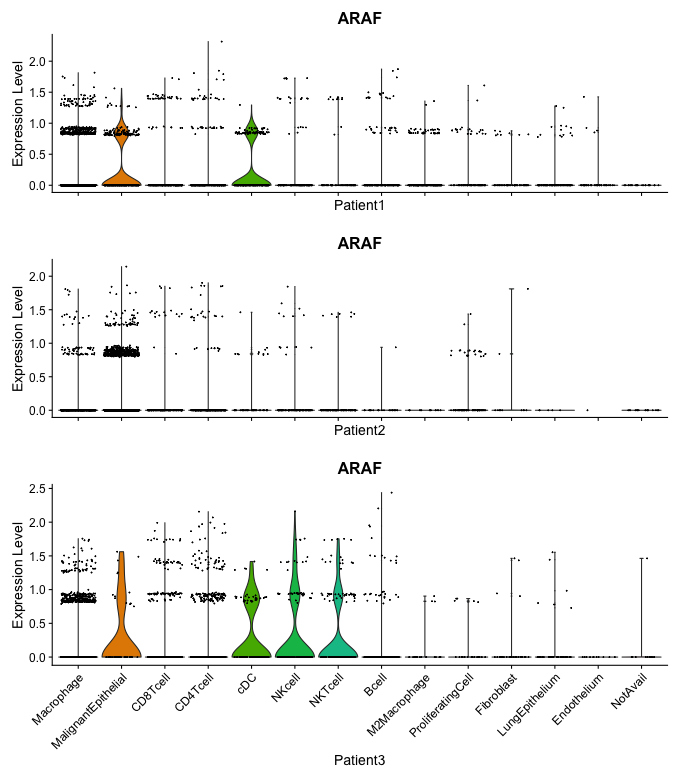 ARAF
Expression Level
2.0
1.5
1.0
0.5
0.0
Patient1
ARAF
Expression Level
2.0
1.5
1.0
0.5
0.0
Patient2
ARAF
Expression Level
2.5
2.0
1.5
1.0
0.5
0.0
Macrophage
MalignantEpithelial
CD8Tcell
CD4Tcell
cDC
NKcell
NKTcell
Bcell
M2Macrophage
ProliferatingCell
Fibroblast
LungEpithelium
Endothelium
NotAvail
Patient3